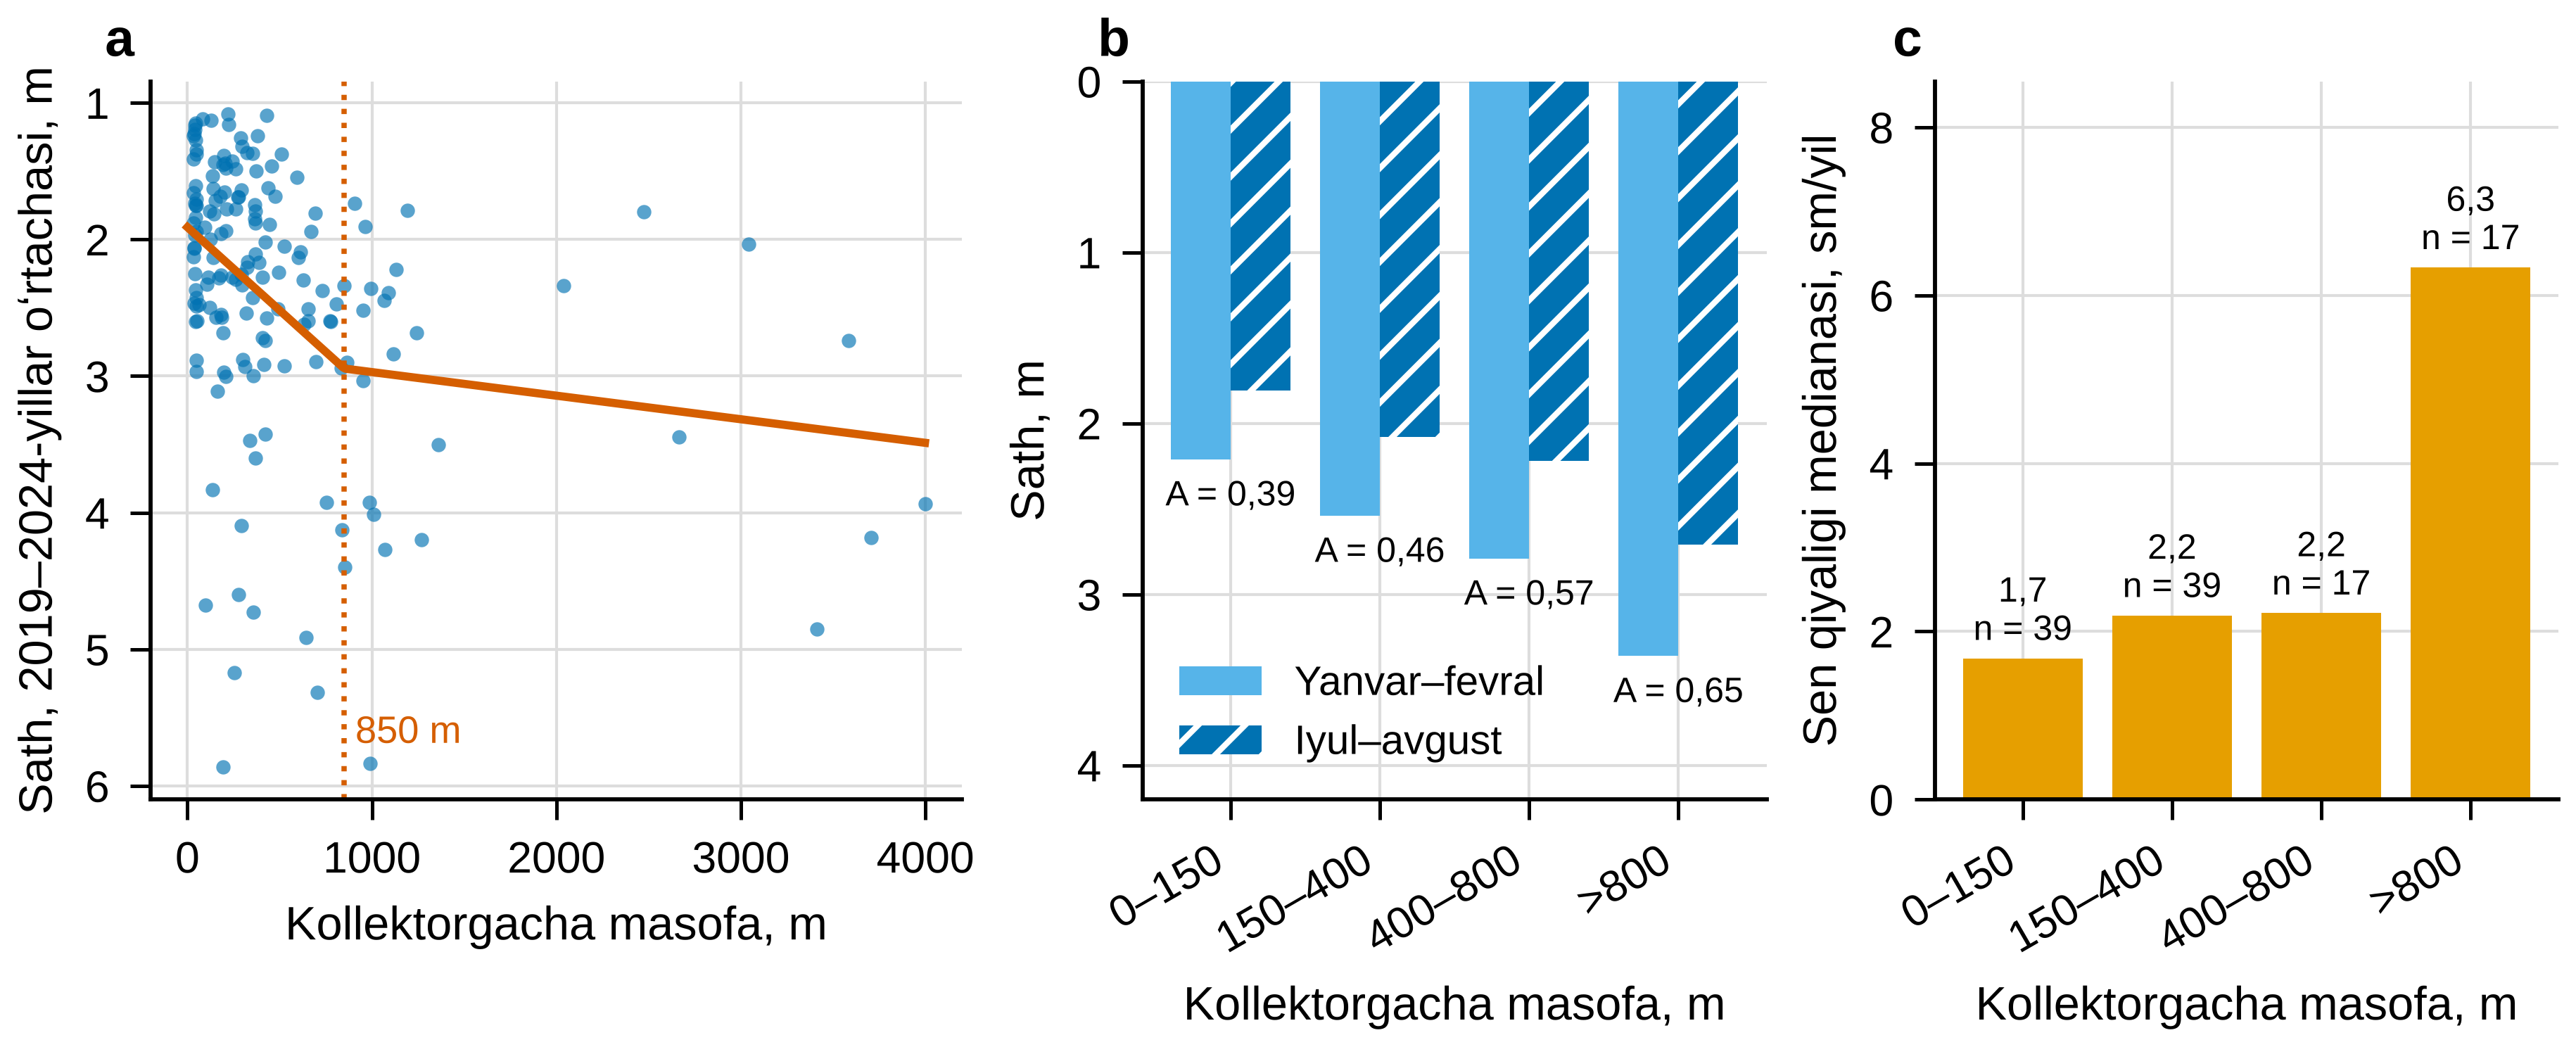 a
Sath, 2019–2024-yillar oʻrtachasi, m
1
2
3
4
5
6
850 m
0 1000 2000 3000 4000
Kollektorgacha masofa, m
b
Sath, m
0
1
2
3
4
A = 0,39
A = 0,46
A = 0,57
A = 0,65
Yanvar–fevral
Iyul–avgust
0–150 150–400 400–800 >800
Kollektorgacha masofa, m
c
Sen qiyaligi medianasi, sm/yil
8
6
4
2
0
1,7
n = 39
2,2
n = 39
2,2
n = 17
6,3
n = 17
0–150 150–400 400–800 >800
Kollektorgacha masofa, m